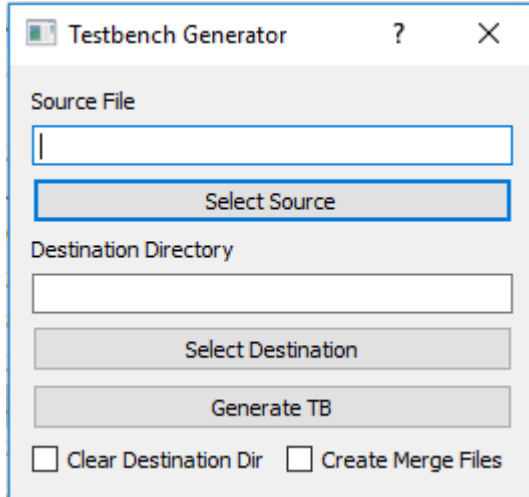 Testbench Generator ?
Source File
Select Source
Destination Directory
Select Destination
Generate TB
Clear Destination Dir Create Merge Files